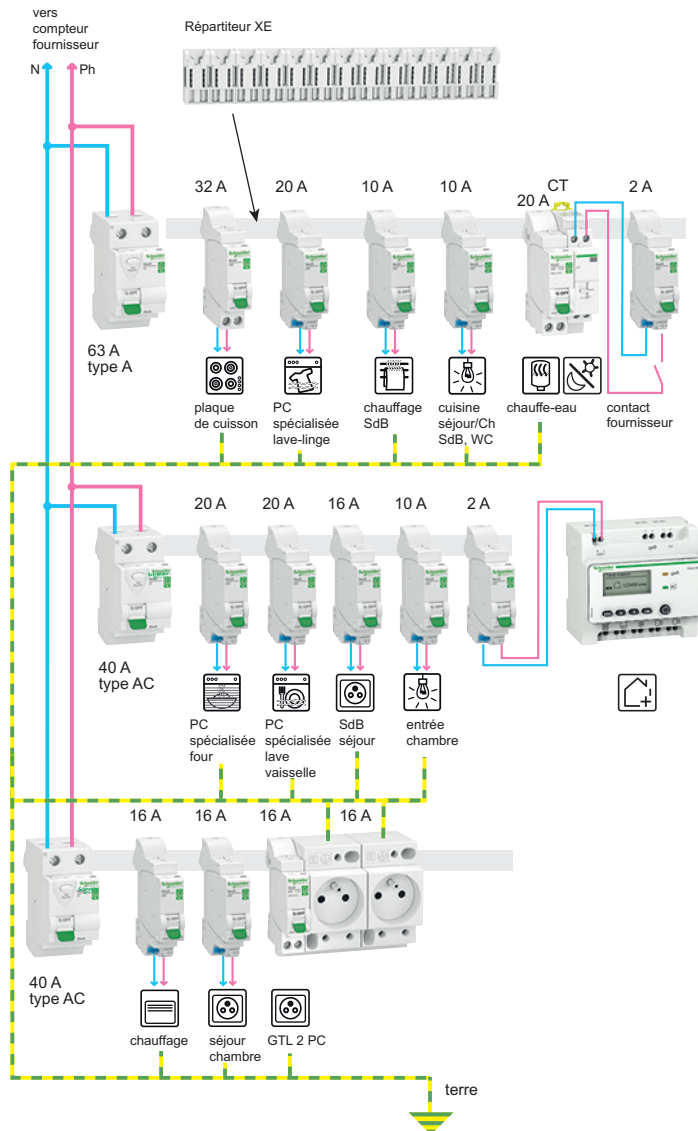 vers
compteur
fournisseur
Répartiteur XE
N
Ph
32 A
20 A
10 A
10 A
CT
20 A
2 A
63 A
type A
plaque
de cuisson
PC
spécialisée
lave-linge
chauffage
SdB
cuisine
séjour/Ch
SdB, WC
chauffe-eau
contact
fournisseur
20 A
20 A
16 A
10 A
2 A
Schneider
40 A
type AC
PC
spécialisée
four
PC
spécialisée
lave
vaisselle
SdB
séjour
entrée
chambre
16 A
16 A
16 A
16 A
Schneider
40 A
type AC
chauffage
séjour
chambre
GTL 2 PC
terre